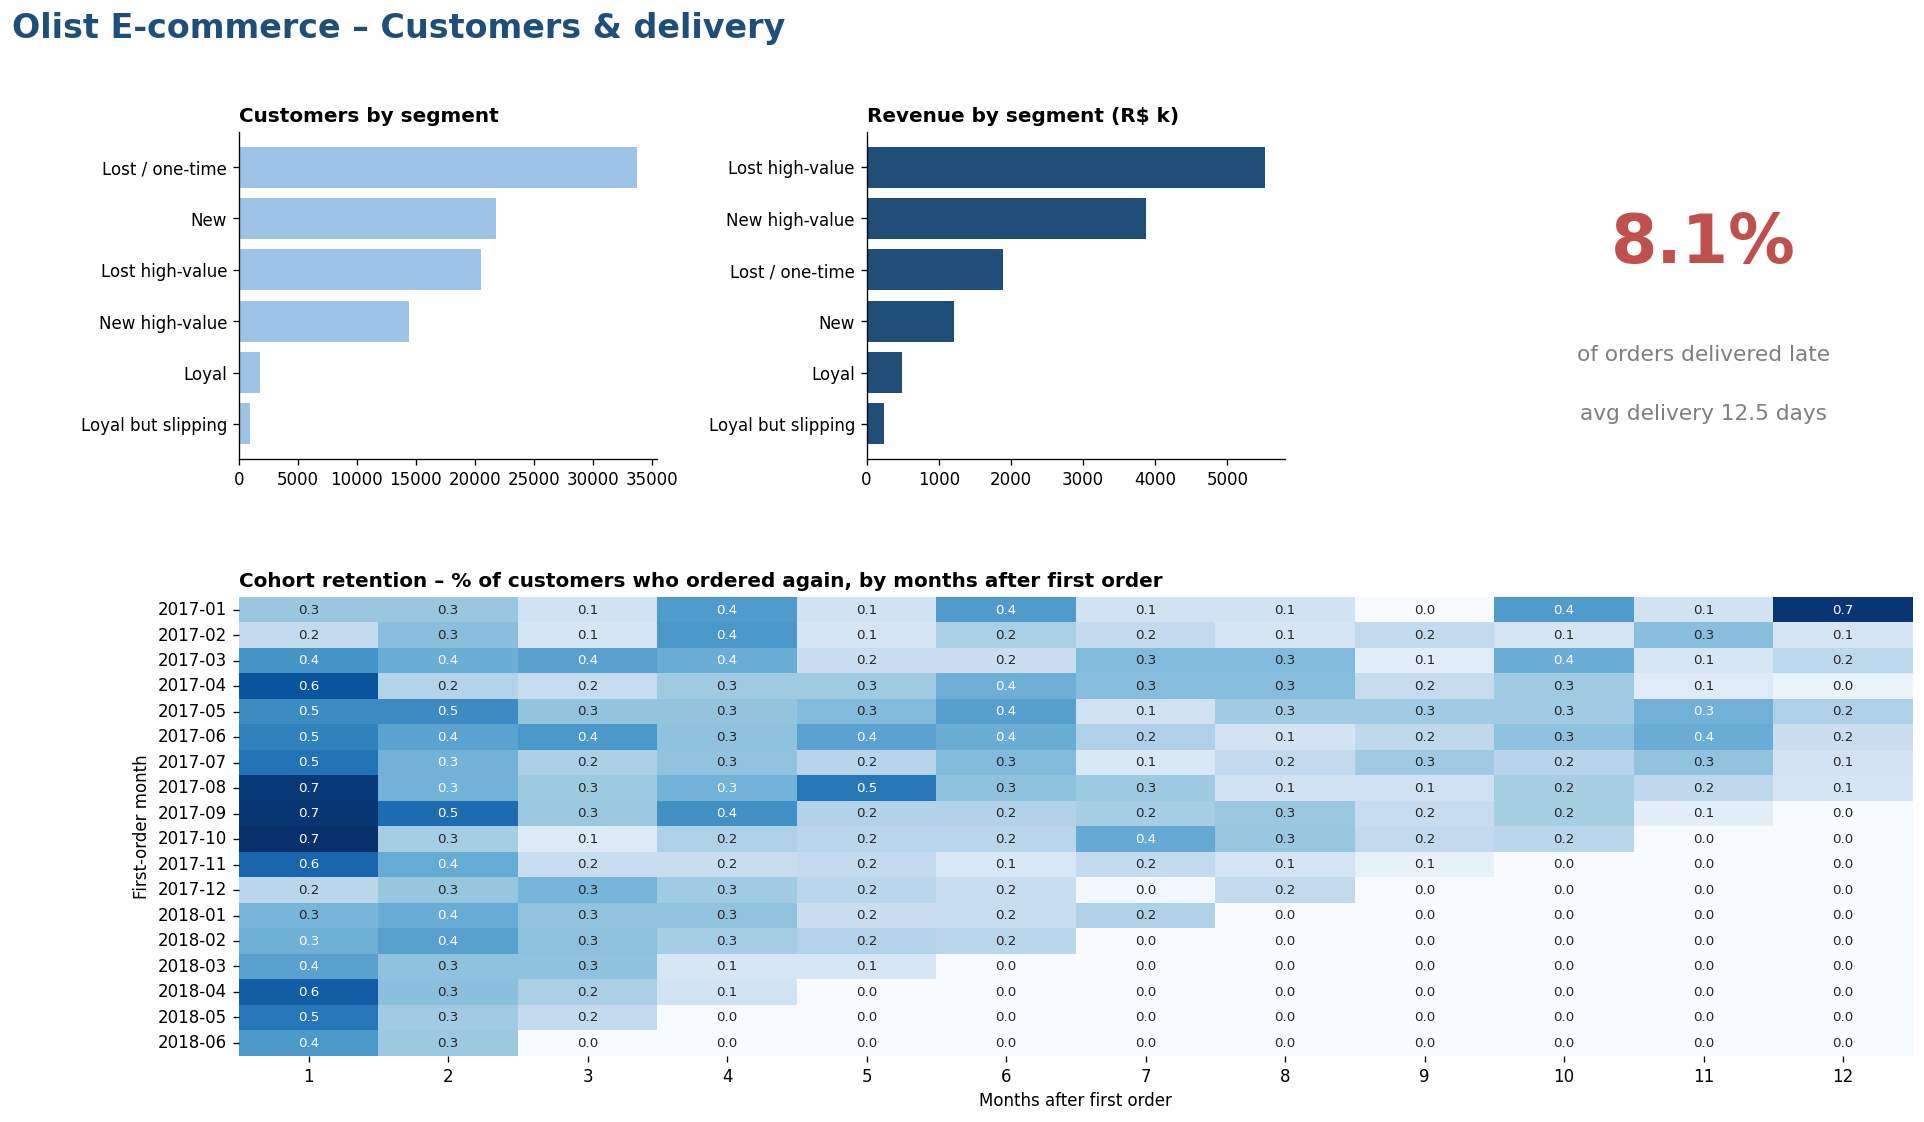 Olist E-commerce – Customers & delivery
Customers by segment
Lost / one-time
New
Lost high-value
New high-value
Loyal
Loyal but slipping
0 5000 10000 15000 20000 25000 30000 35000
Revenue by segment (R$ k)
Lost high-value
New high-value
Lost / one-time
New
Loyal
Loyal but slipping
0 1000 2000 3000 4000 5000
8.1%
of orders delivered late
avg delivery 12.5 days
Cohort retention – % of customers who ordered again, by months after first order
First-order month
2017-01 0.3 0.3 0.1 0.4 0.1 0.4 0.1 0.1 0.0 0.4 0.1 0.7
2017-02 0.2 0.3 0.1 0.4 0.1 0.2 0.2 0.1 0.2 0.1 0.3 0.1
2017-03 0.4 0.4 0.4 0.4 0.2 0.2 0.3 0.3 0.1 0.4 0.1 0.2
2017-04 0.6 0.2 0.2 0.3 0.3 0.4 0.3 0.3 0.2 0.3 0.1 0.0
2017-05 0.5 0.5 0.3 0.3 0.3 0.4 0.1 0.3 0.3 0.3 0.3 0.2
2017-06 0.5 0.4 0.4 0.3 0.4 0.4 0.2 0.1 0.2 0.3 0.4 0.2
2017-07 0.5 0.3 0.2 0.3 0.2 0.3 0.1 0.2 0.3 0.2 0.3 0.1
2017-08 0.7 0.3 0.3 0.3 0.5 0.3 0.3 0.1 0.1 0.2 0.2 0.1
2017-09 0.7 0.5 0.3 0.4 0.2 0.2 0.2 0.3 0.2 0.2 0.1 0.0
2017-10 0.7 0.3 0.1 0.2 0.2 0.2 0.4 0.3 0.2 0.2 0.0 0.0
2017-11 0.6 0.4 0.2 0.2 0.2 0.1 0.2 0.1 0.1 0.0 0.0 0.0
2017-12 0.2 0.3 0.3 0.3 0.2 0.2 0.0 0.2 0.0 0.0 0.0 0.0
2018-01 0.3 0.4 0.3 0.3 0.2 0.2 0.2 0.0 0.0 0.0 0.0 0.0
2018-02 0.3 0.4 0.3 0.3 0.2 0.2 0.0 0.0 0.0 0.0 0.0 0.0
2018-03 0.4 0.3 0.3 0.1 0.1 0.0 0.0 0.0 0.0 0.0 0.0 0.0
2018-04 0.6 0.3 0.2 0.1 0.0 0.0 0.0 0.0 0.0 0.0 0.0 0.0
2018-05 0.5 0.3 0.2 0.0 0.0 0.0 0.0 0.0 0.0 0.0 0.0 0.0
2018-06 0.4 0.3 0.0 0.0 0.0 0.0 0.0 0.0 0.0 0.0 0.0 0.0
1 2 3 4 5 6 7 8 9 10 11 12
Months after first order